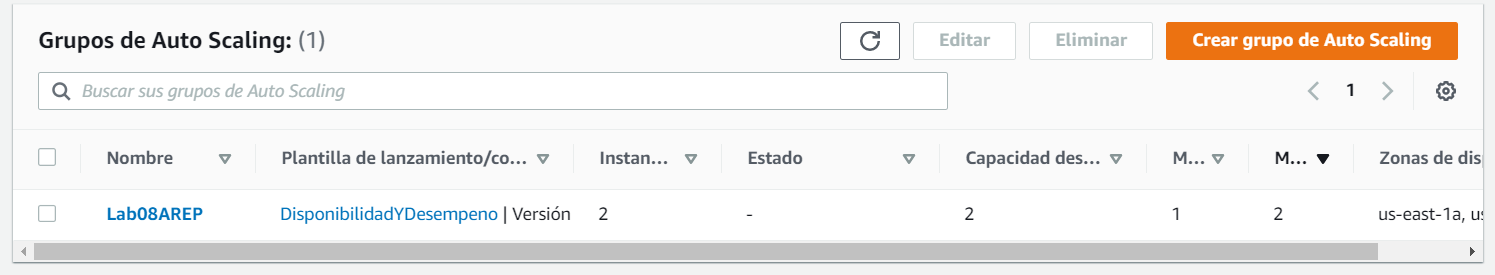 Grupos de Auto Scaling: (1)
Editar
Eliminar
Crear grupo de Auto Scaling
Buscar sus grupos de Auto Scaling
1
Nombre Plantilla de lanzamiento/co... Instan... Estado Capacidad des... M... M... Zonas de dis
Lab08AREP DisponibilidadYDesempeno | Versión 2 - 2 1 2 us-east-1a, us